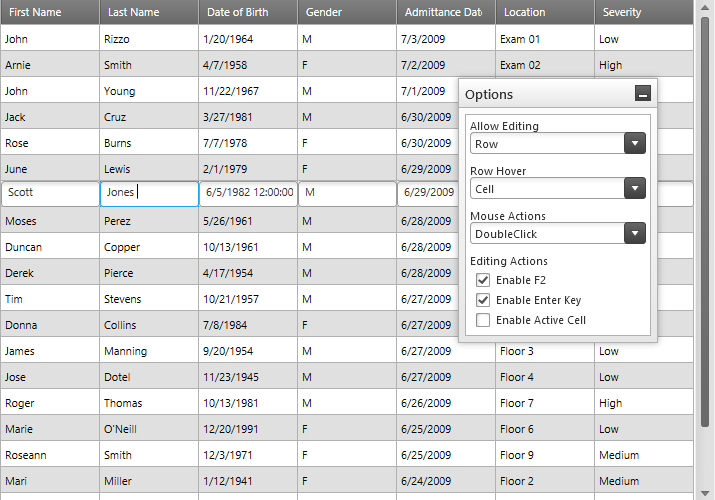 First Name Last Name Date of Birth Gender Admittance Date Location Severity
John Rizzo 1/20/1964 M 7/3/2009 Exam 01 Low
Arnie Smith 4/7/1958 F 7/2/2009 Exam 02 High
John Young 11/22/1967 M 7/1/2009
Options
Jack Cruz 3/27/1981 M 6/30/2009
Allow Editing
Rose Burns 7/7/1978 F 6/30/2009
Row
June Lewis 2/1/1979 F 6/29/2009
Row Hover
Scott Jones 6/5/1982 12:00:00 M 6/29/2009
Cell
Moses Perez 5/26/1961 M 6/28/2009
Mouse Actions
DoubleClick
Duncan Copper 10/13/1961 M 6/28/2009
Editing Actions
Derek Pierce 4/17/1954 M 6/28/2009
Enable F2
Tim Stevens 10/21/1957 M 6/27/2009
Enable Enter Key
Donna Collins 7/8/1984 F 6/27/2009
Enable Active Cell
James Manning 9/20/1954 M 6/27/2009 Floor 3 Low
Jose Dotel 11/23/1945 M 6/27/2009 Floor 4 Low
Roger Thomas 10/13/1981 M 6/26/2009 Floor 7 High
Marie O'Neill 12/20/1991 F 6/25/2009 Floor 6 Low
Roseann Smith 12/3/1971 F 6/25/2009 Floor 9 Medium
Mari Miller 1/12/1941 F 6/24/2009 Floor 2 Medium